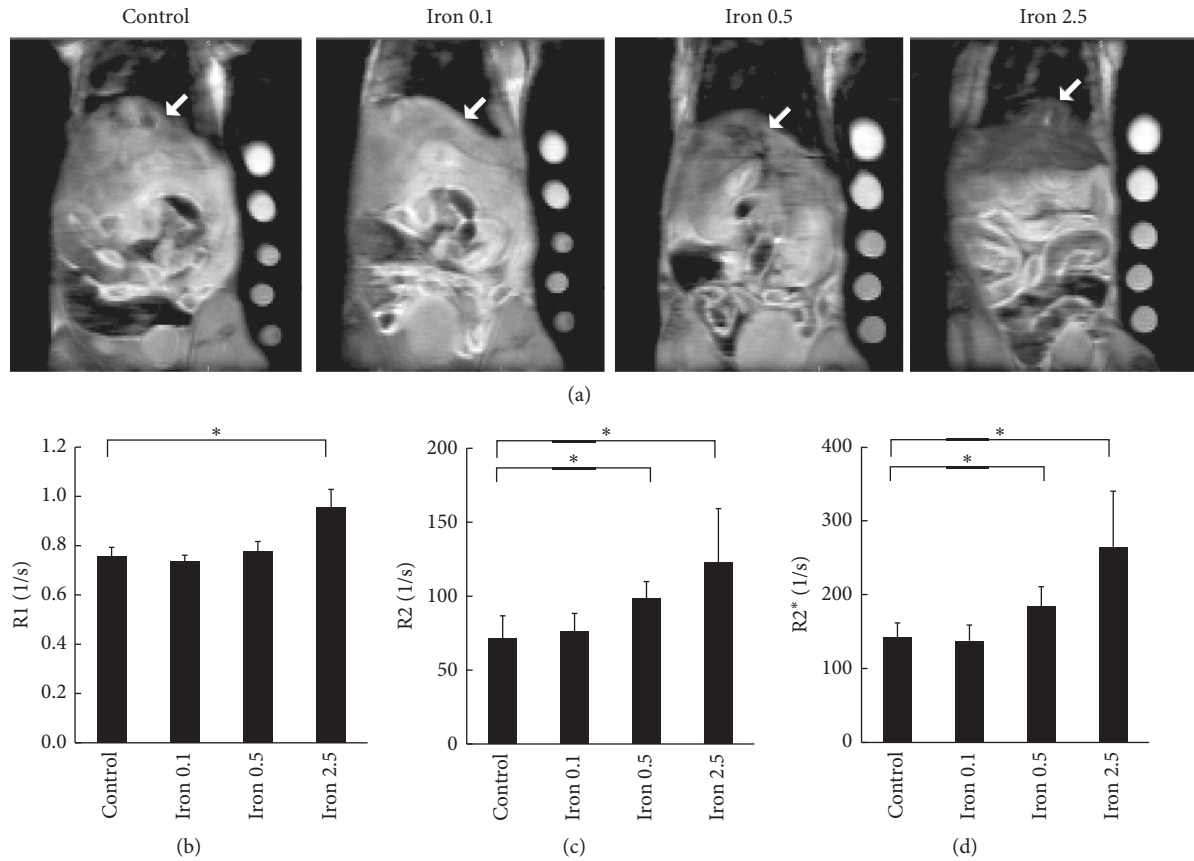 Control Iron 0.1 Iron 0.5 Iron 2.5
(a)
R1 (1/s)
1.2
1.0
0.8
0.6
0.4
0.2
0.0
*
Control
Iron 0.1
Iron 0.5
Iron 2.5
(b)
R2 (1/s)
200
150
100
50
0
*
*
Control
Iron 0.1
Iron 0.5
Iron 2.5
(c)
R2* (1/s)
400
300
200
100
0
*
*
Control
Iron 0.1
Iron 0.5
Iron 2.5
(d)